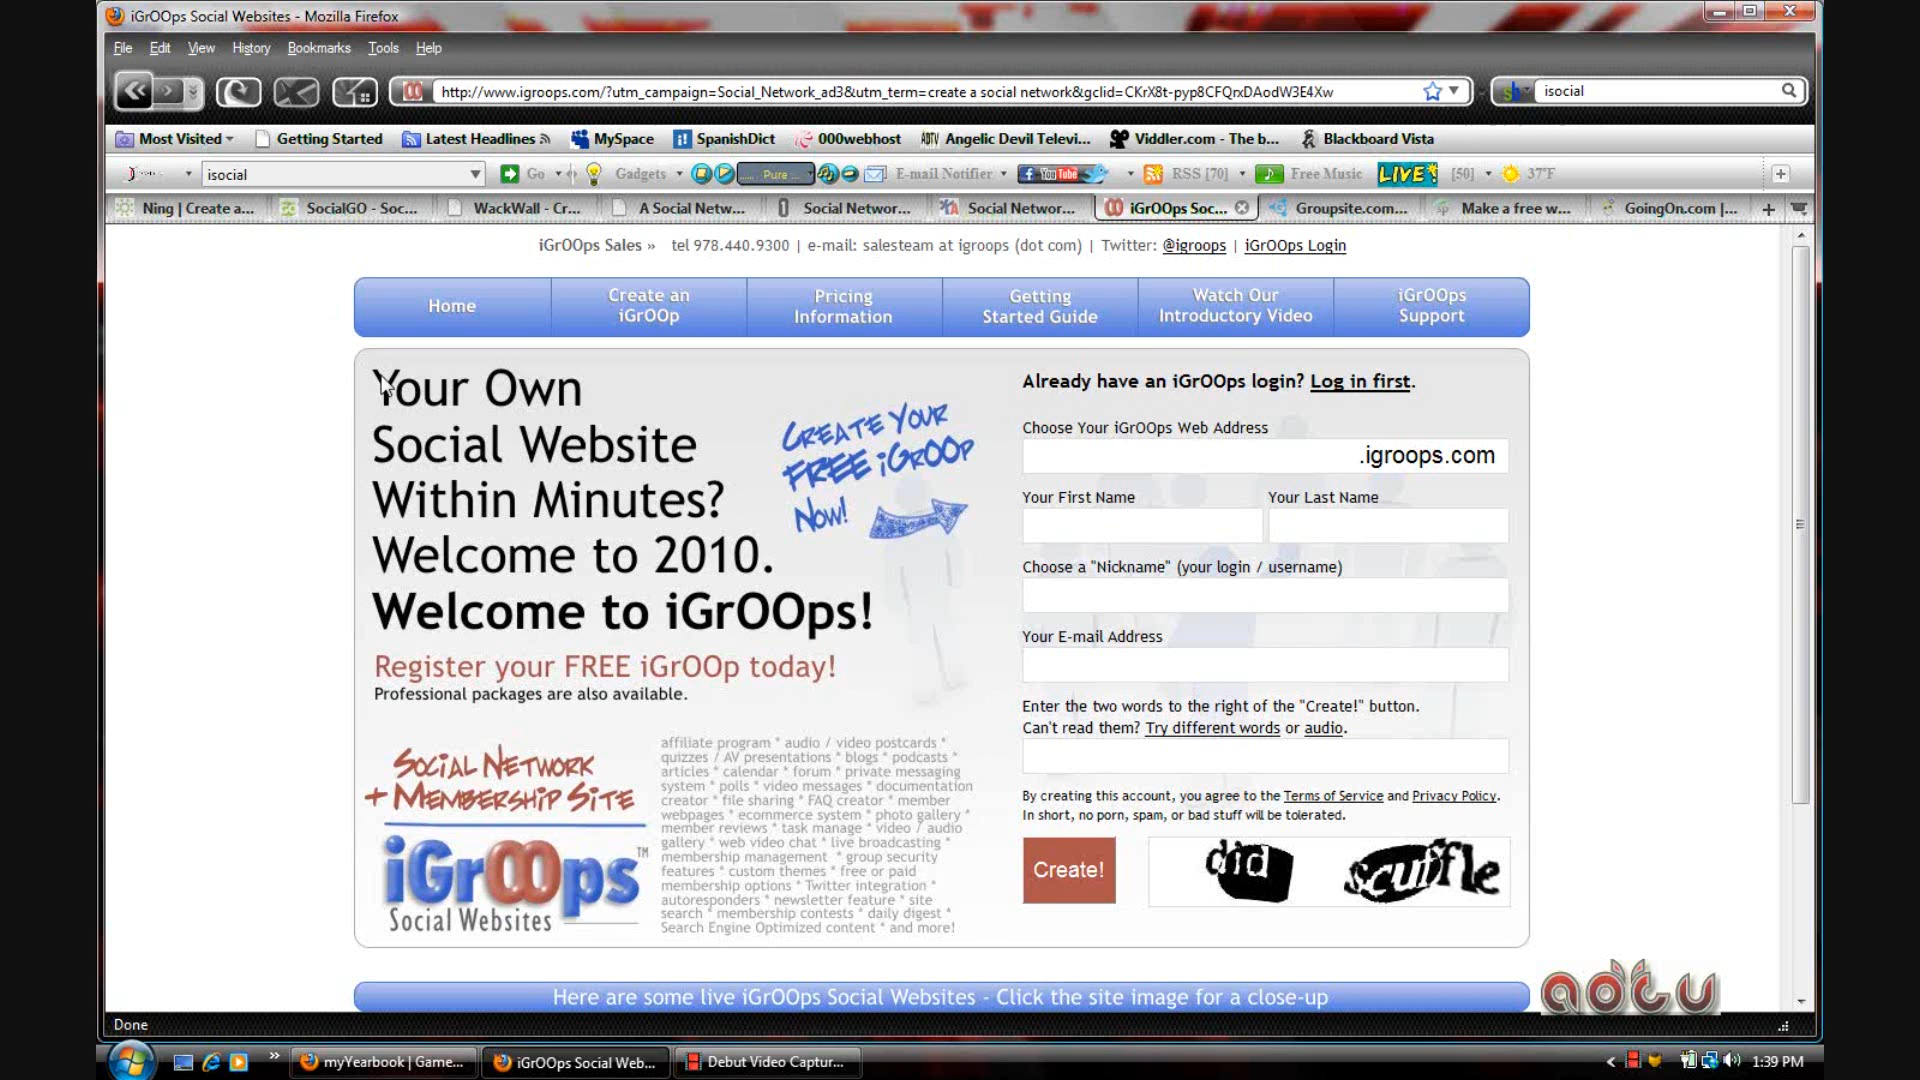 iGrOOps Social Websites - Mozilla Firefox
File Edit View History Bookmarks Tools Help
http://www.igroops.com/?utm_campaign=Social_Network_ad3&utm_term=create a social network&gclid=CKrX8t-pyp8CFQrxDAodW3E4Xw
isocial
Most Visited Getting Started Latest Headlines MySpace SpanishDict 000webhost Angelic Devil Televi... Viddler.com - The b... Blackboard Vista
isocial Go Gadgets Pure ... E-mail Notifier YouTube RSS [70] Free Music LIVE! [50] 37°F
Ning | Create a... SocialGO - Soc... WackWall - Cr... A Social Netw... Social Networ... Social Networ... iGrOOps Soc... Groupsite.com... Make a free w... GoingOn.com |...
iGrOOps Sales » tel 978.440.9300 | e-mail: salesteam at igroops (dot com) | Twitter: @igroops | iGrOOps Login
Home
Create an
iGrOOp
Pricing
Information
Getting
Started Guide
Watch Our
Introductory Video
iGrOOps
Support
Your Own
Social Website
Within Minutes?
Welcome to 2010.
Welcome to iGrOOps!
Register your FREE iGrOOp today!
Professional packages are also available.
CREATE YOUR
FREE iGrOOp
NOW!
SOCIAL NETWORK
+ MEMBERSHIP SITE
iGrOOps™
Social Websites
affiliate program * audio / video postcards *
quizzes / AV presentations * blogs * podcasts *
articles * calendar * forum * private messaging
system * polls * video messages * documentation
creator * file sharing * FAQ creator * member
webpages * ecommerce system * photo gallery *
member reviews * task manage * video / audio
gallery * web video chat * live broadcasting *
membership management * group security
features * custom themes * free or paid
membership options * Twitter integration *
autoresponders * newsletter feature * site
search * membership contests * daily digest *
Search Engine Optimized content * and more!
Already have an iGrOOps login? Log in first.
Choose Your iGrOOps Web Address
.igroops.com
Your First Name Your Last Name
Choose a "Nickname" (your login / username)
Your E-mail Address
Enter the two words to the right of the "Create!" button.
Can't read them? Try different words or audio.
By creating this account, you agree to the Terms of Service and Privacy Policy.
In short, no porn, spam, or bad stuff will be tolerated.
Create! did scuffle
Here are some live iGrOOps Social Websites - Click the site image for a close-up
adtv
Done
myYearbook | Game... iGrOOps Social Web... Debut Video Captur... 1:39 PM